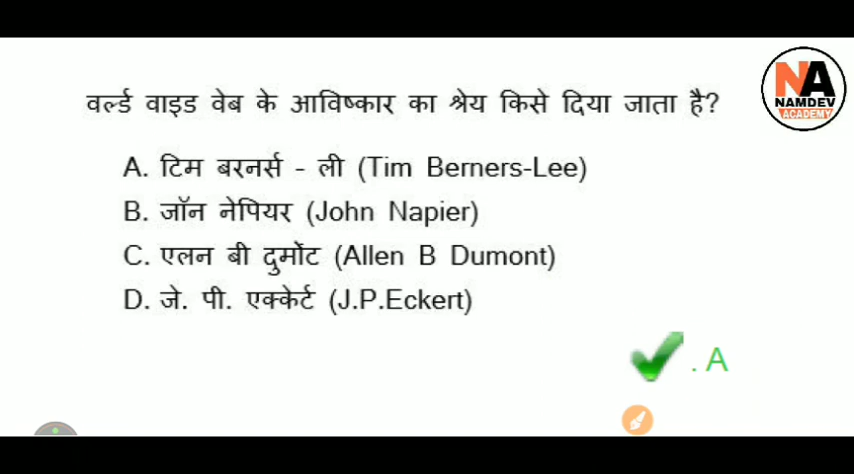 NA
NAMDEV
ACADEMY
वर्ल्ड वाइड वेब के आविष्कार का श्रेय किसे दिया जाता है?
A. टिम बरनर्स - ली (Tim Berners-Lee)
B. जॉन नेपियर (John Napier)
C. एलन बी दुर्मोट (Allen B Dumont)
D. जे. पी. एक्केर्ट (J.P.Eckert)
. A